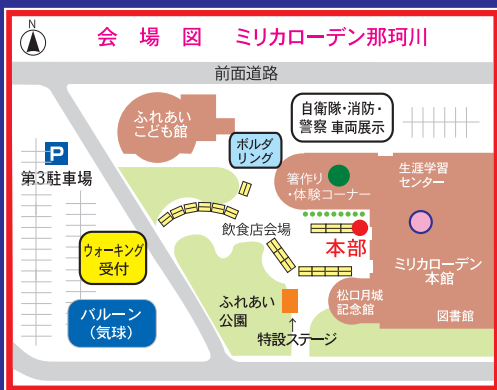 N
会場図 ミリカローデン那珂川
前面道路
ふれあい
こども館
自衛隊・消防・
警察 車両展示
ボルダ
リング
P
第3駐車場
箸作り
・体験コーナー
生涯学習
センター
飲食店会場
本部
ウォーキング
受付
ミリカローデン
本館
バルーン
(気球)
ふれあい
公園
松口月城
記念館
図書館
↑
特設ステージ